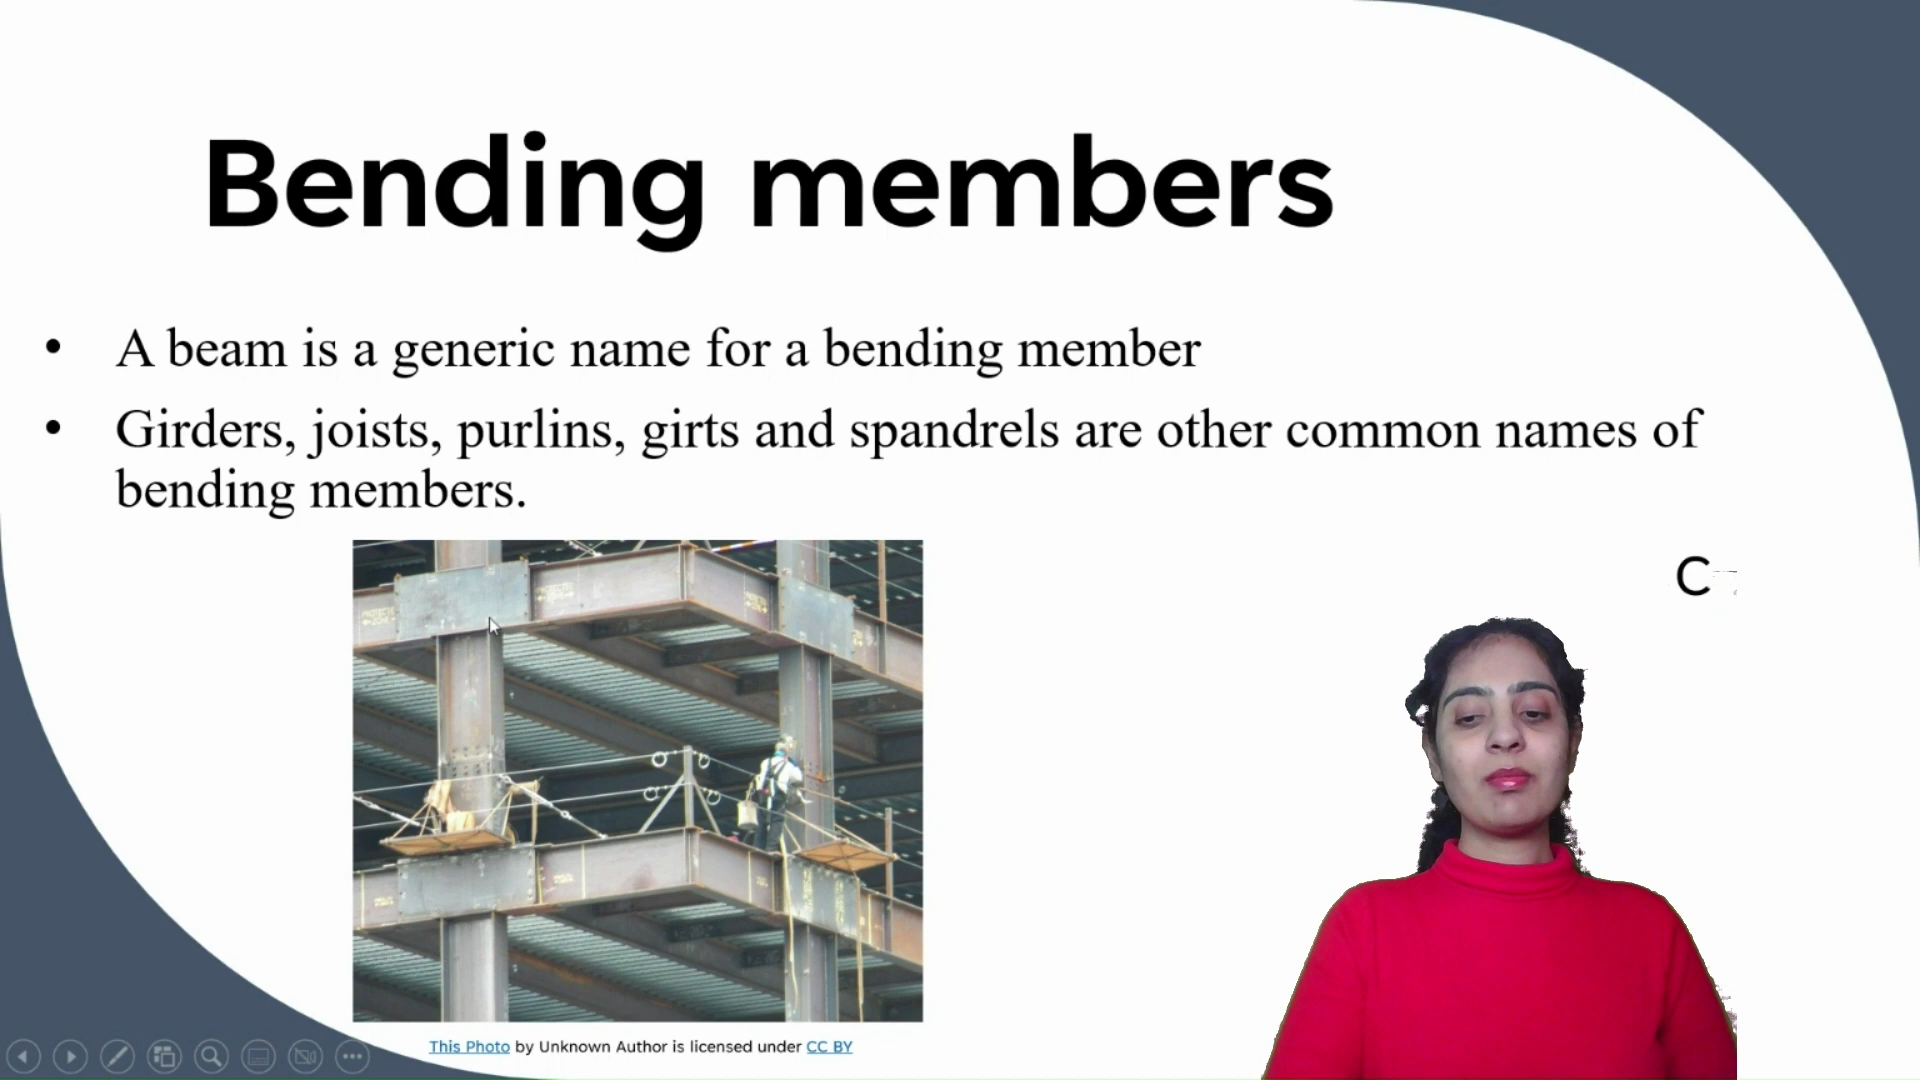 Bending members
• A beam is a generic name for a bending member
• Girders, joists, purlins, girts and spandrels are other common names of
bending members.
C
This Photo by Unknown Author is licensed under CC BY